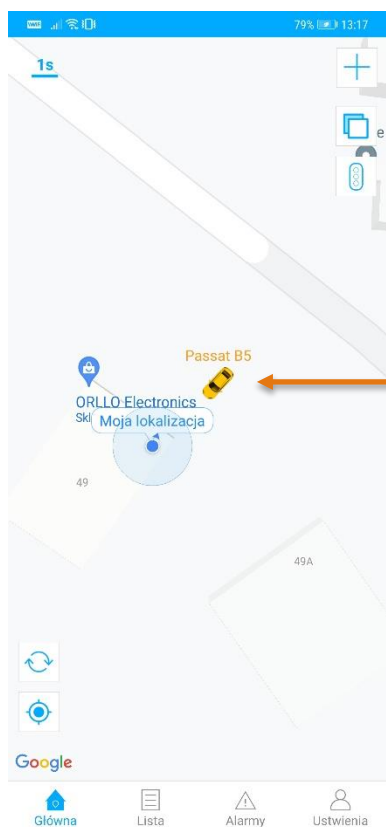 79% 13:17
1s
e
Passat B5
ORLLO Electronics
Skl
Moja lokalizacja
49
49A
Google
Główna
Lista
Alarmy
Ustwienia